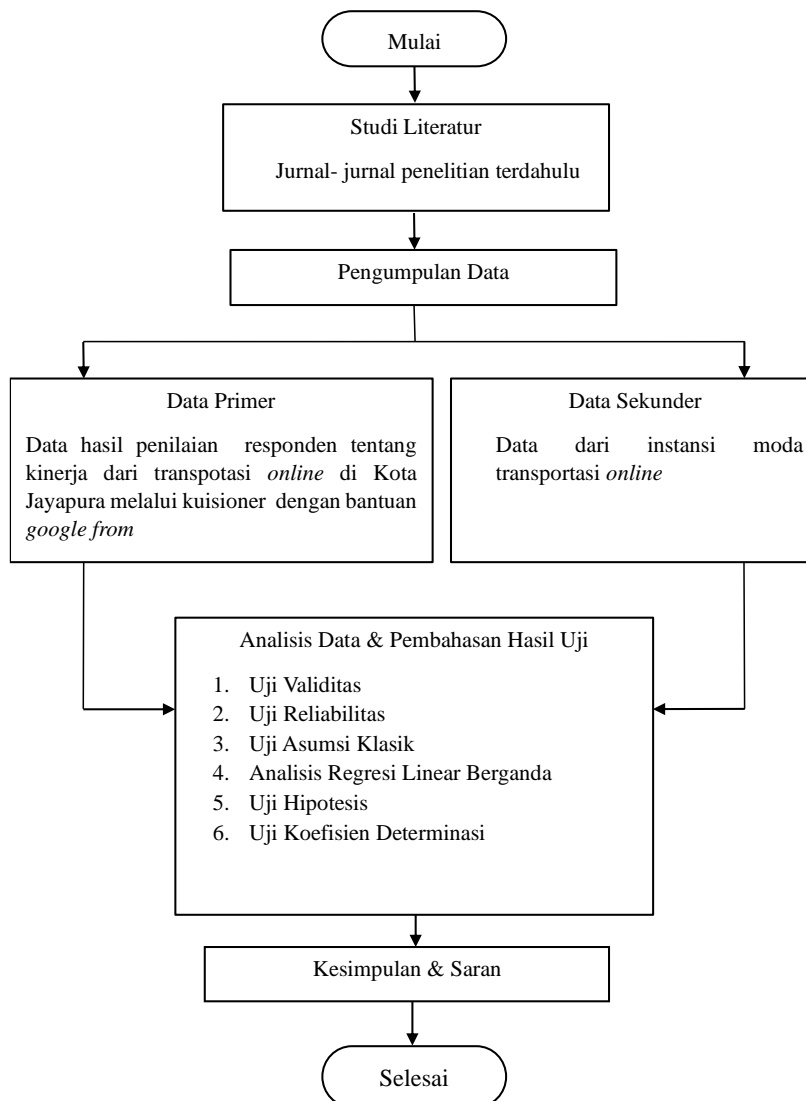 Mulai
Studi Literatur
Jurnal- jurnal penelitian terdahulu
Pengumpulan Data
Data Primer
Data hasil penilaian responden tentang
kinerja dari transpotasi online di Kota
Jayapura melalui kuisioner dengan bantuan
google from
Data Sekunder
Data dari instansi moda
transportasi online
Analisis Data & Pembahasan Hasil Uji
1. Uji Validitas
2. Uji Reliabilitas
3. Uji Asumsi Klasik
4. Analisis Regresi Linear Berganda
5. Uji Hipotesis
6. Uji Koefisien Determinasi
Kesimpulan & Saran
Selesai